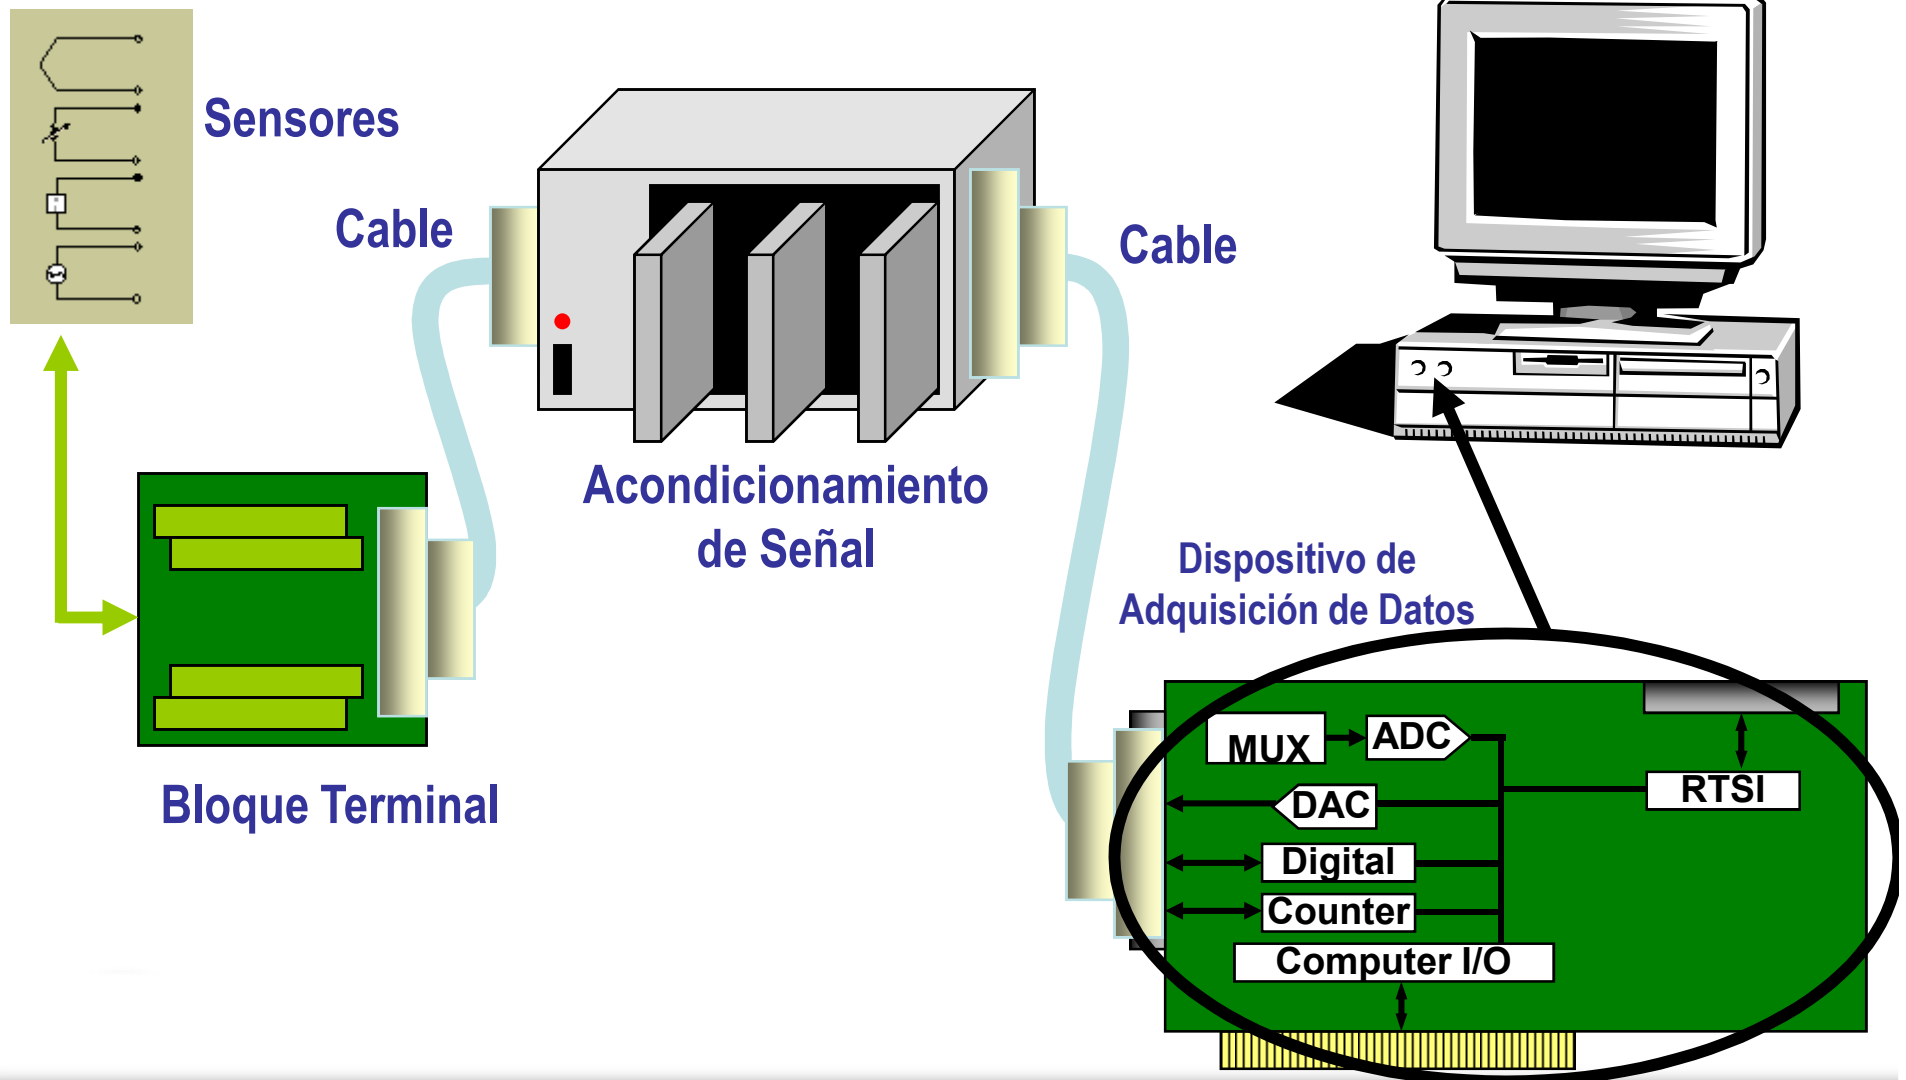 Sensores
Cable
Cable
Acondicionamiento
de Señal
Dispositivo de
Adquisición de Datos
Bloque Terminal
MUX
ADC
RTSI
DAC
Digital
Counter
Computer I/O